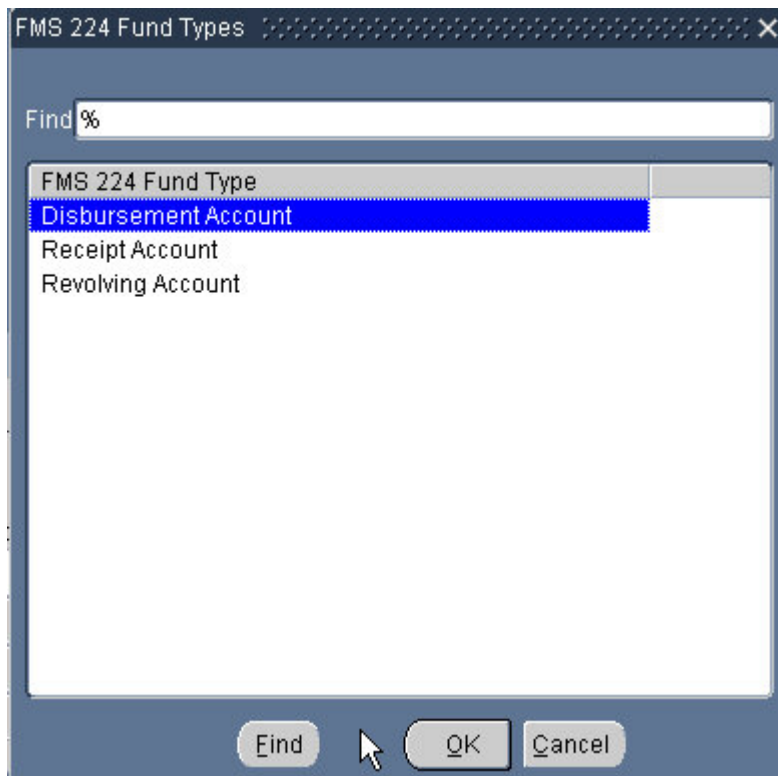 FMS 224 Fund Types
Find %
FMS 224 Fund Type
Disbursement Account
Receipt Account
Revolving Account
Find OK Cancel